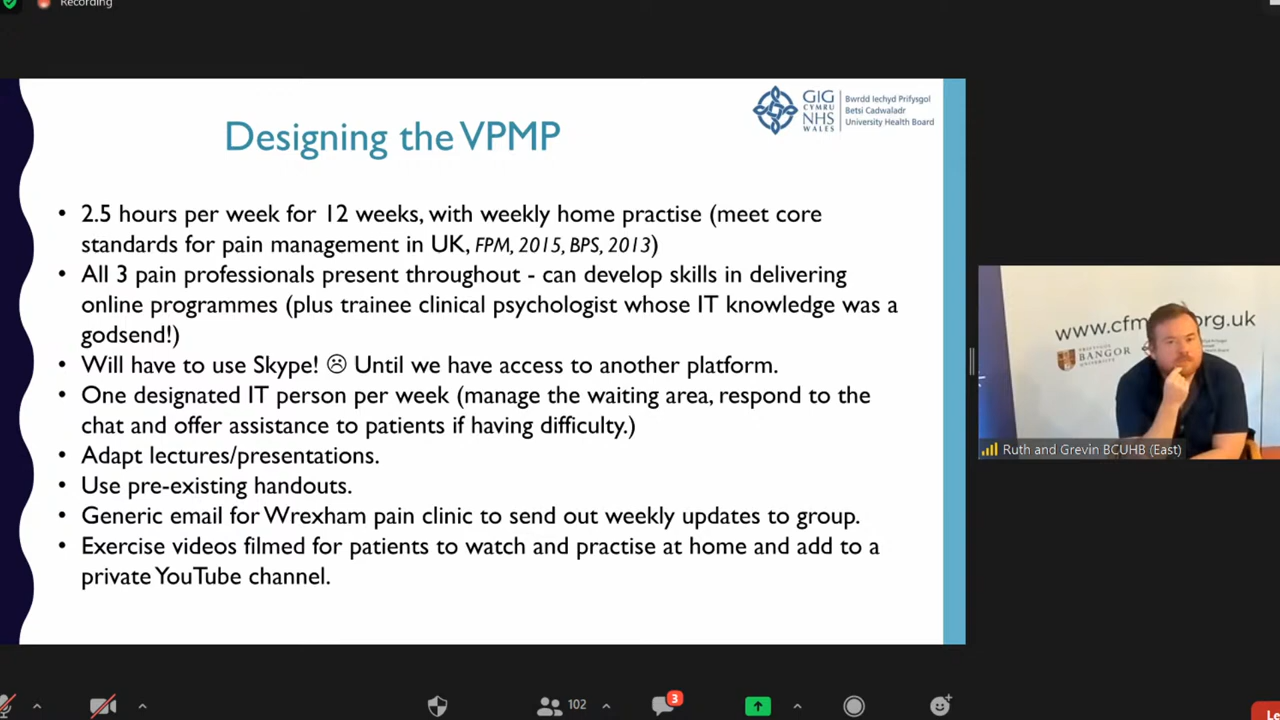 Recording
Designing the VPMP
GIG
CYMRU
NHS
WALES
Bwrdd Iechyd Prifysgol
Betsi Cadwaladr
University Health Board
• 2.5 hours per week for 12 weeks, with weekly home practise (meet core
standards for pain management in UK, FPM, 2015, BPS, 2013)
• All 3 pain professionals present throughout - can develop skills in delivering
online programmes (plus trainee clinical psychologist whose IT knowledge was a
godsend!)
• Will have to use Skype! ☹ Until we have access to another platform.
• One designated IT person per week (manage the waiting area, respond to the
chat and offer assistance to patients if having difficulty.)
• Adapt lectures/presentations.
• Use pre-existing handouts.
• Generic email for Wrexham pain clinic to send out weekly updates to group.
• Exercise videos filmed for patients to watch and practise at home and add to a
private YouTube channel.
www.cfm org.uk
BANGOR
Ruth and Grevin BCUHB (East)
102
3